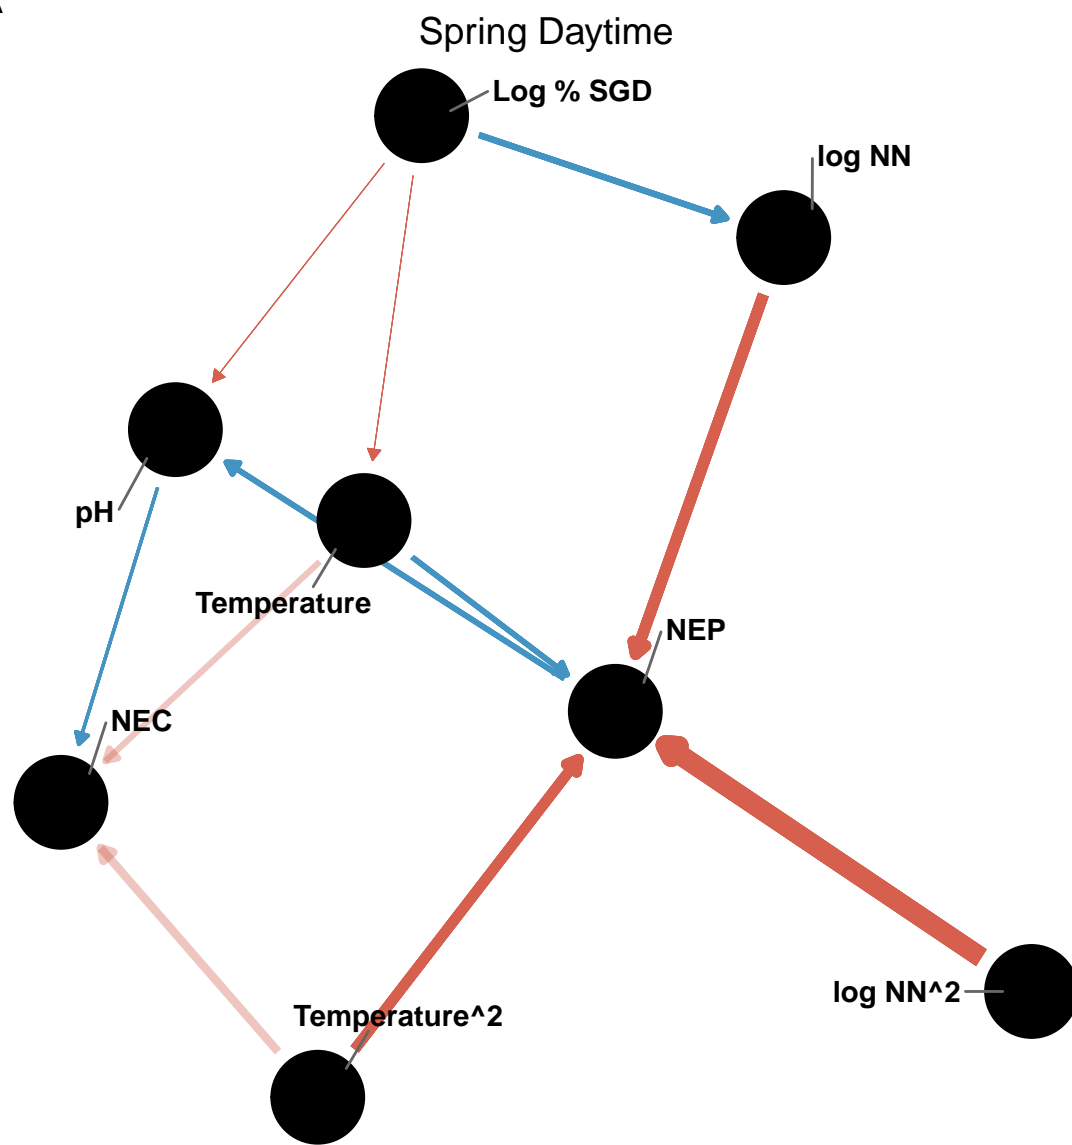 Spring Daytime
Log % SGD
log NN
pH
Temperature
NEP
NEC
log NN^2
Temperature^2